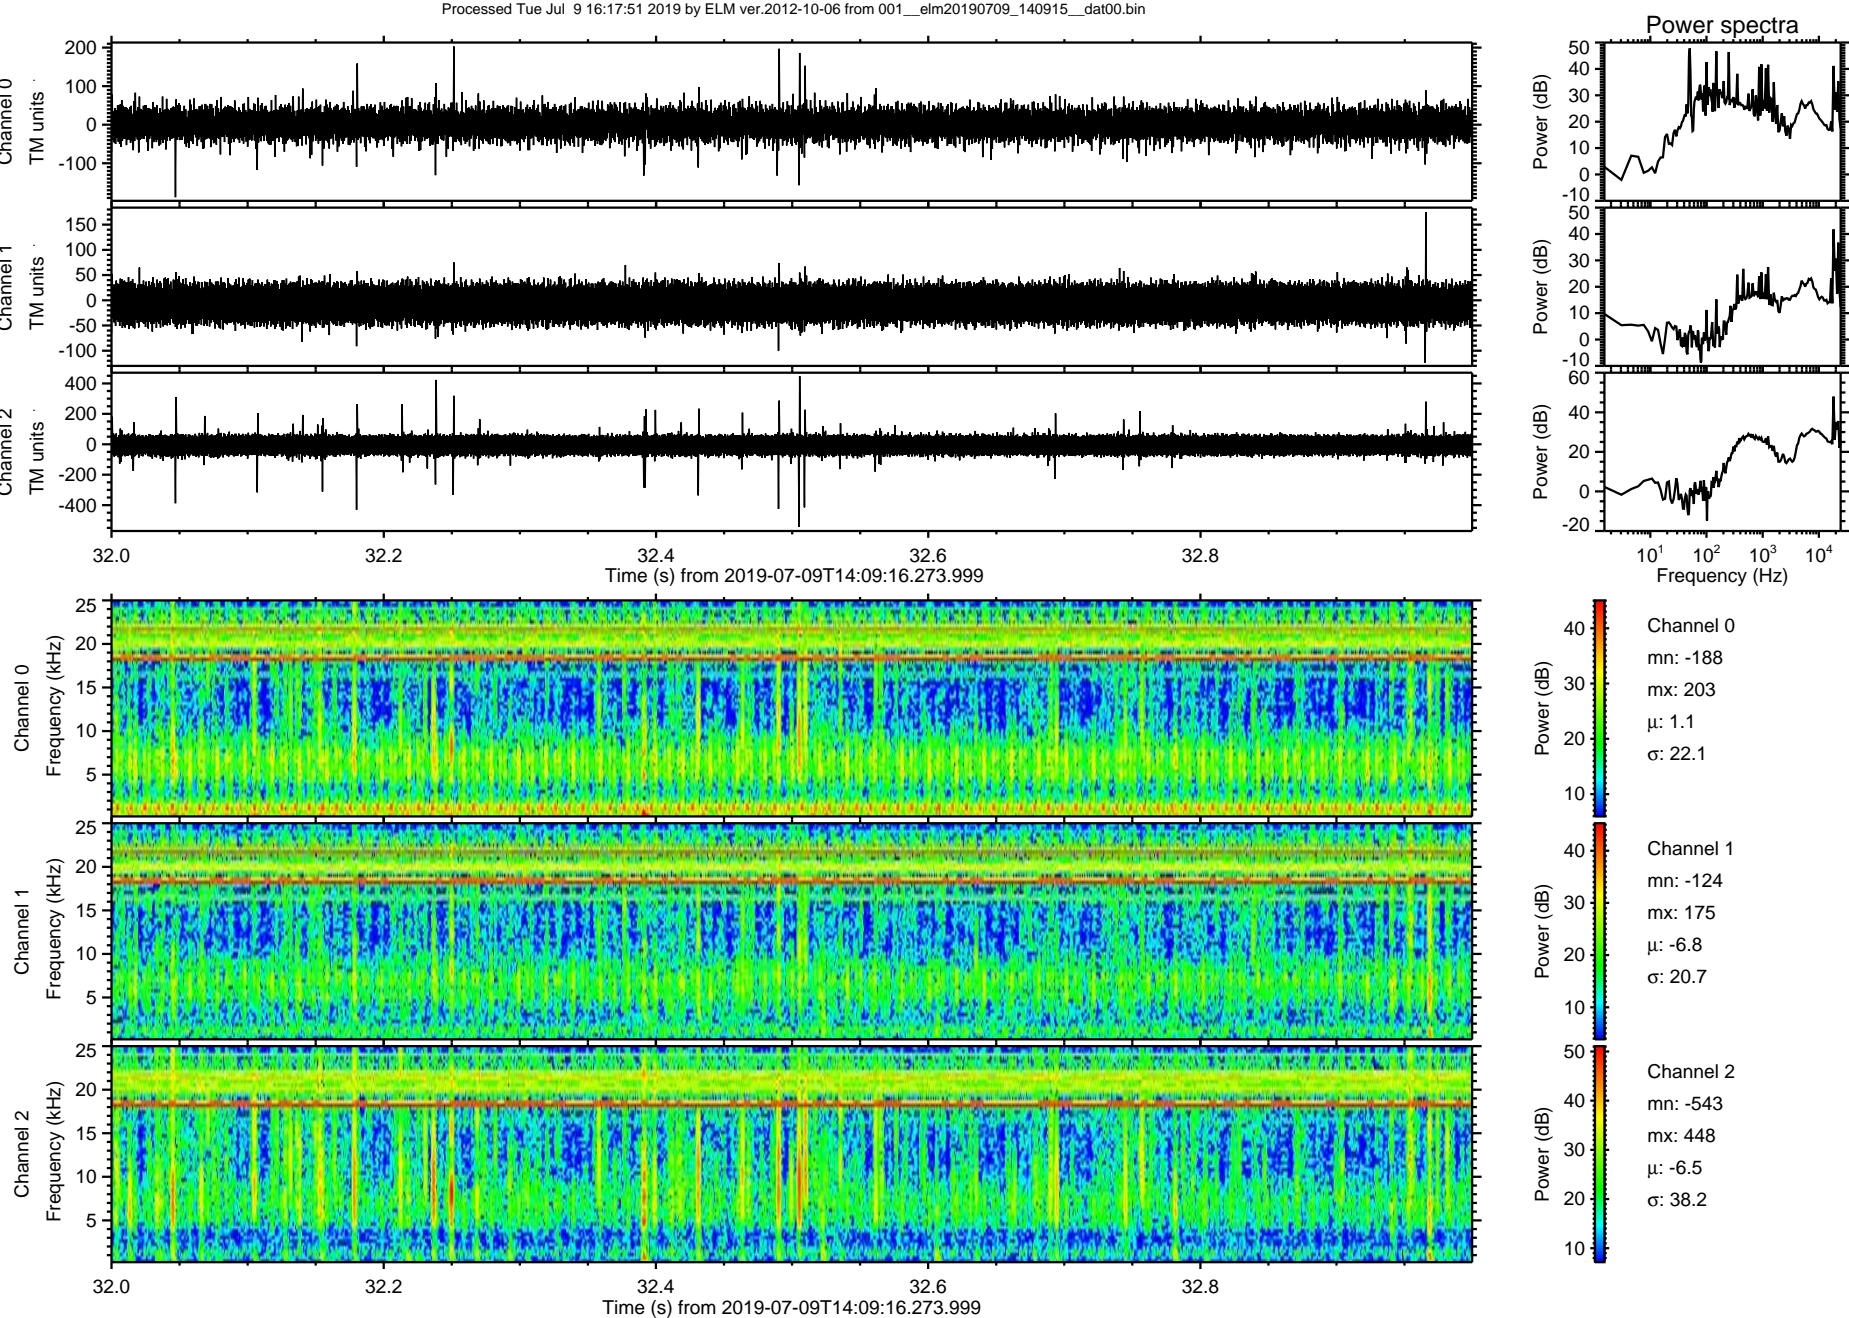 Processed Tue Jul  9 16:17:51 2019 by ELM ver.2012-10-06 from 001__elm20190709_140915__dat00.bin
Power spectra
Channel 0
TM units
200
100
0
-100
Power (dB)
50
40
30
20
10
0
-10
Channel 1
TM units
150
100
50
0
-50
-100
Power (dB)
50
40
30
20
10
0
-10
Channel 2
TM units
400
200
0
-200
-400
Power (dB)
60
40
20
0
-20
32.0 32.2 32.4 32.6 32.8
Time (s) from 2019-07-09T14:09:16.273.999
10¹ 10² 10³ 10⁴
Frequency (Hz)
Channel 0
Frequency (kHz)
25
20
15
10
5
Power (dB)
40
30
20
10
Channel 0
mn: -188
mx: 203
μ: 1.1
σ: 22.1
Channel 1
Frequency (kHz)
25
20
15
10
5
Power (dB)
40
30
20
10
Channel 1
mn: -124
mx: 175
μ: -6.8
σ: 20.7
Channel 2
Frequency (kHz)
25
20
15
10
5
Power (dB)
50
40
30
20
10
Channel 2
mn: -543
mx: 448
μ: -6.5
σ: 38.2
32.0 32.2 32.4 32.6 32.8
Time (s) from 2019-07-09T14:09:16.273.999